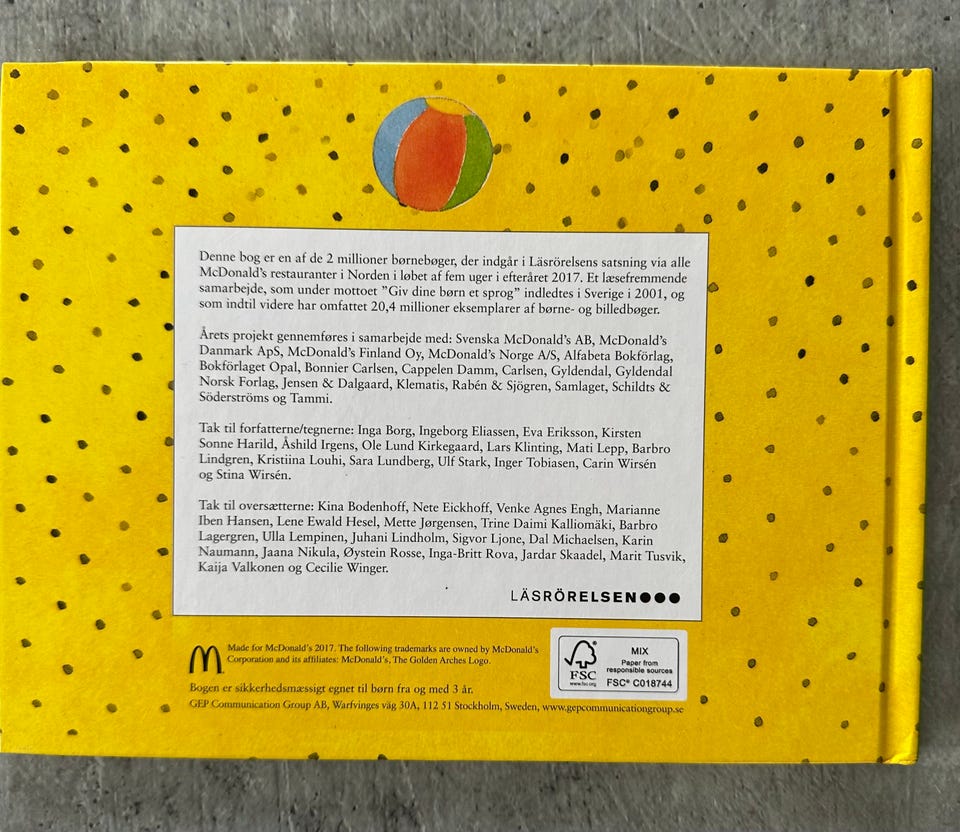 Denne bog er en af de 2 millioner børnebøger, der indgår i Läsrörelsens satsning via alle
McDonald's restauranter i Norden i løbet af fem uger i efteråret 2017. Et læsefremmende
samarbejde, som under mottoet ”Giv dine børn et sprog” indledtes i Sverige i 2001, og
som indtil videre har omfattet 20,4 millioner eksemplarer af børne- og billedbøger.
Årets projekt gennemføres i samarbejde med: Svenska McDonald's AB, McDonald's
Danmark ApS, McDonald's Finland Oy, McDonald's Norge A/S, Alfabeta Bokförlag,
Bokförlaget Opal, Bonnier Carlsen, Cappelen Damm, Carlsen, Gyldendal, Gyldendal
Norsk Forlag, Jensen & Dalgaard, Klematis, Rabén & Sjögren, Samlaget, Schildts &
Söderströms og Tammi.
Tak til forfatterne/tegnerne: Inga Borg, Ingeborg Eliassen, Eva Eriksson, Kirsten
Sonne Harild, Åshild Irgens, Ole Lund Kirkegaard, Lars Klinting, Mati Lepp, Barbro
Lindgren, Kristiina Louhi, Sara Lundberg, Ulf Stark, Inger Tobiasen, Carin Wirsén
og Stina Wirsén.
Tak til oversætterne: Kina Bodenhoff, Nete Eickhoff, Venke Agnes Engh, Marianne
Iben Hansen, Lene Ewald Hesel, Mette Jørgensen, Trine Daimi Kalliomäki, Barbro
Lagergren, Ulla Lempinen, Juhani Lindholm, Sigvor Ljone, Dal Michaelsen, Karin
Naumann, Jaana Nikula, Øystein Rosse, Inga-Britt Rova, Jardar Skaadel, Marit Tusvik,
Kaija Valkonen og Cecilie Winger.
LÄSRÖRELSEN●●●
Made for McDonald's 2017. The following trademarks are owned by McDonald's
Corporation and its affiliates: McDonald's, The Golden Arches Logo.
Bogen er sikkerhedsmæssigt egnet til børn fra og med 3 år.
GEP Communication Group AB, Warfvinges väg 30A, 112 51 Stockholm, Sweden, www.gepcommunicationgroup.se
FSC
www.fsc.org
MIX
Paper from
responsible sources
FSC® C018744